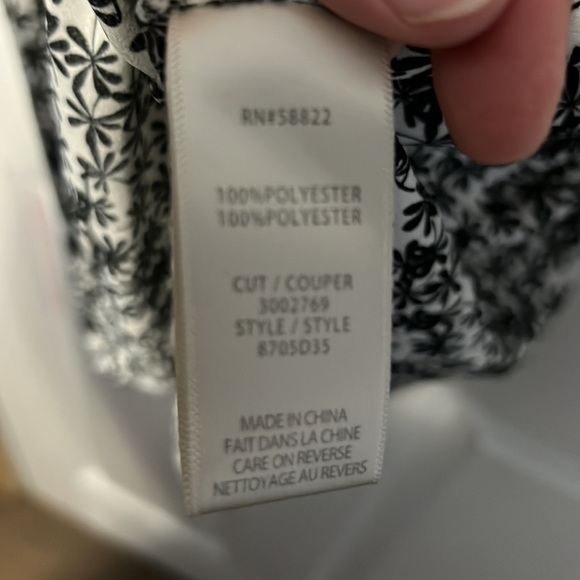 RN#58822
100%POLYESTER
100%POLYESTER
CUT / COUPER
3002769
STYLE / STYLE
8705D35
MADE IN CHINA
FAIT DANS LA CHINE
CARE ON REVERSE
NETTOYAGE AU REVERS